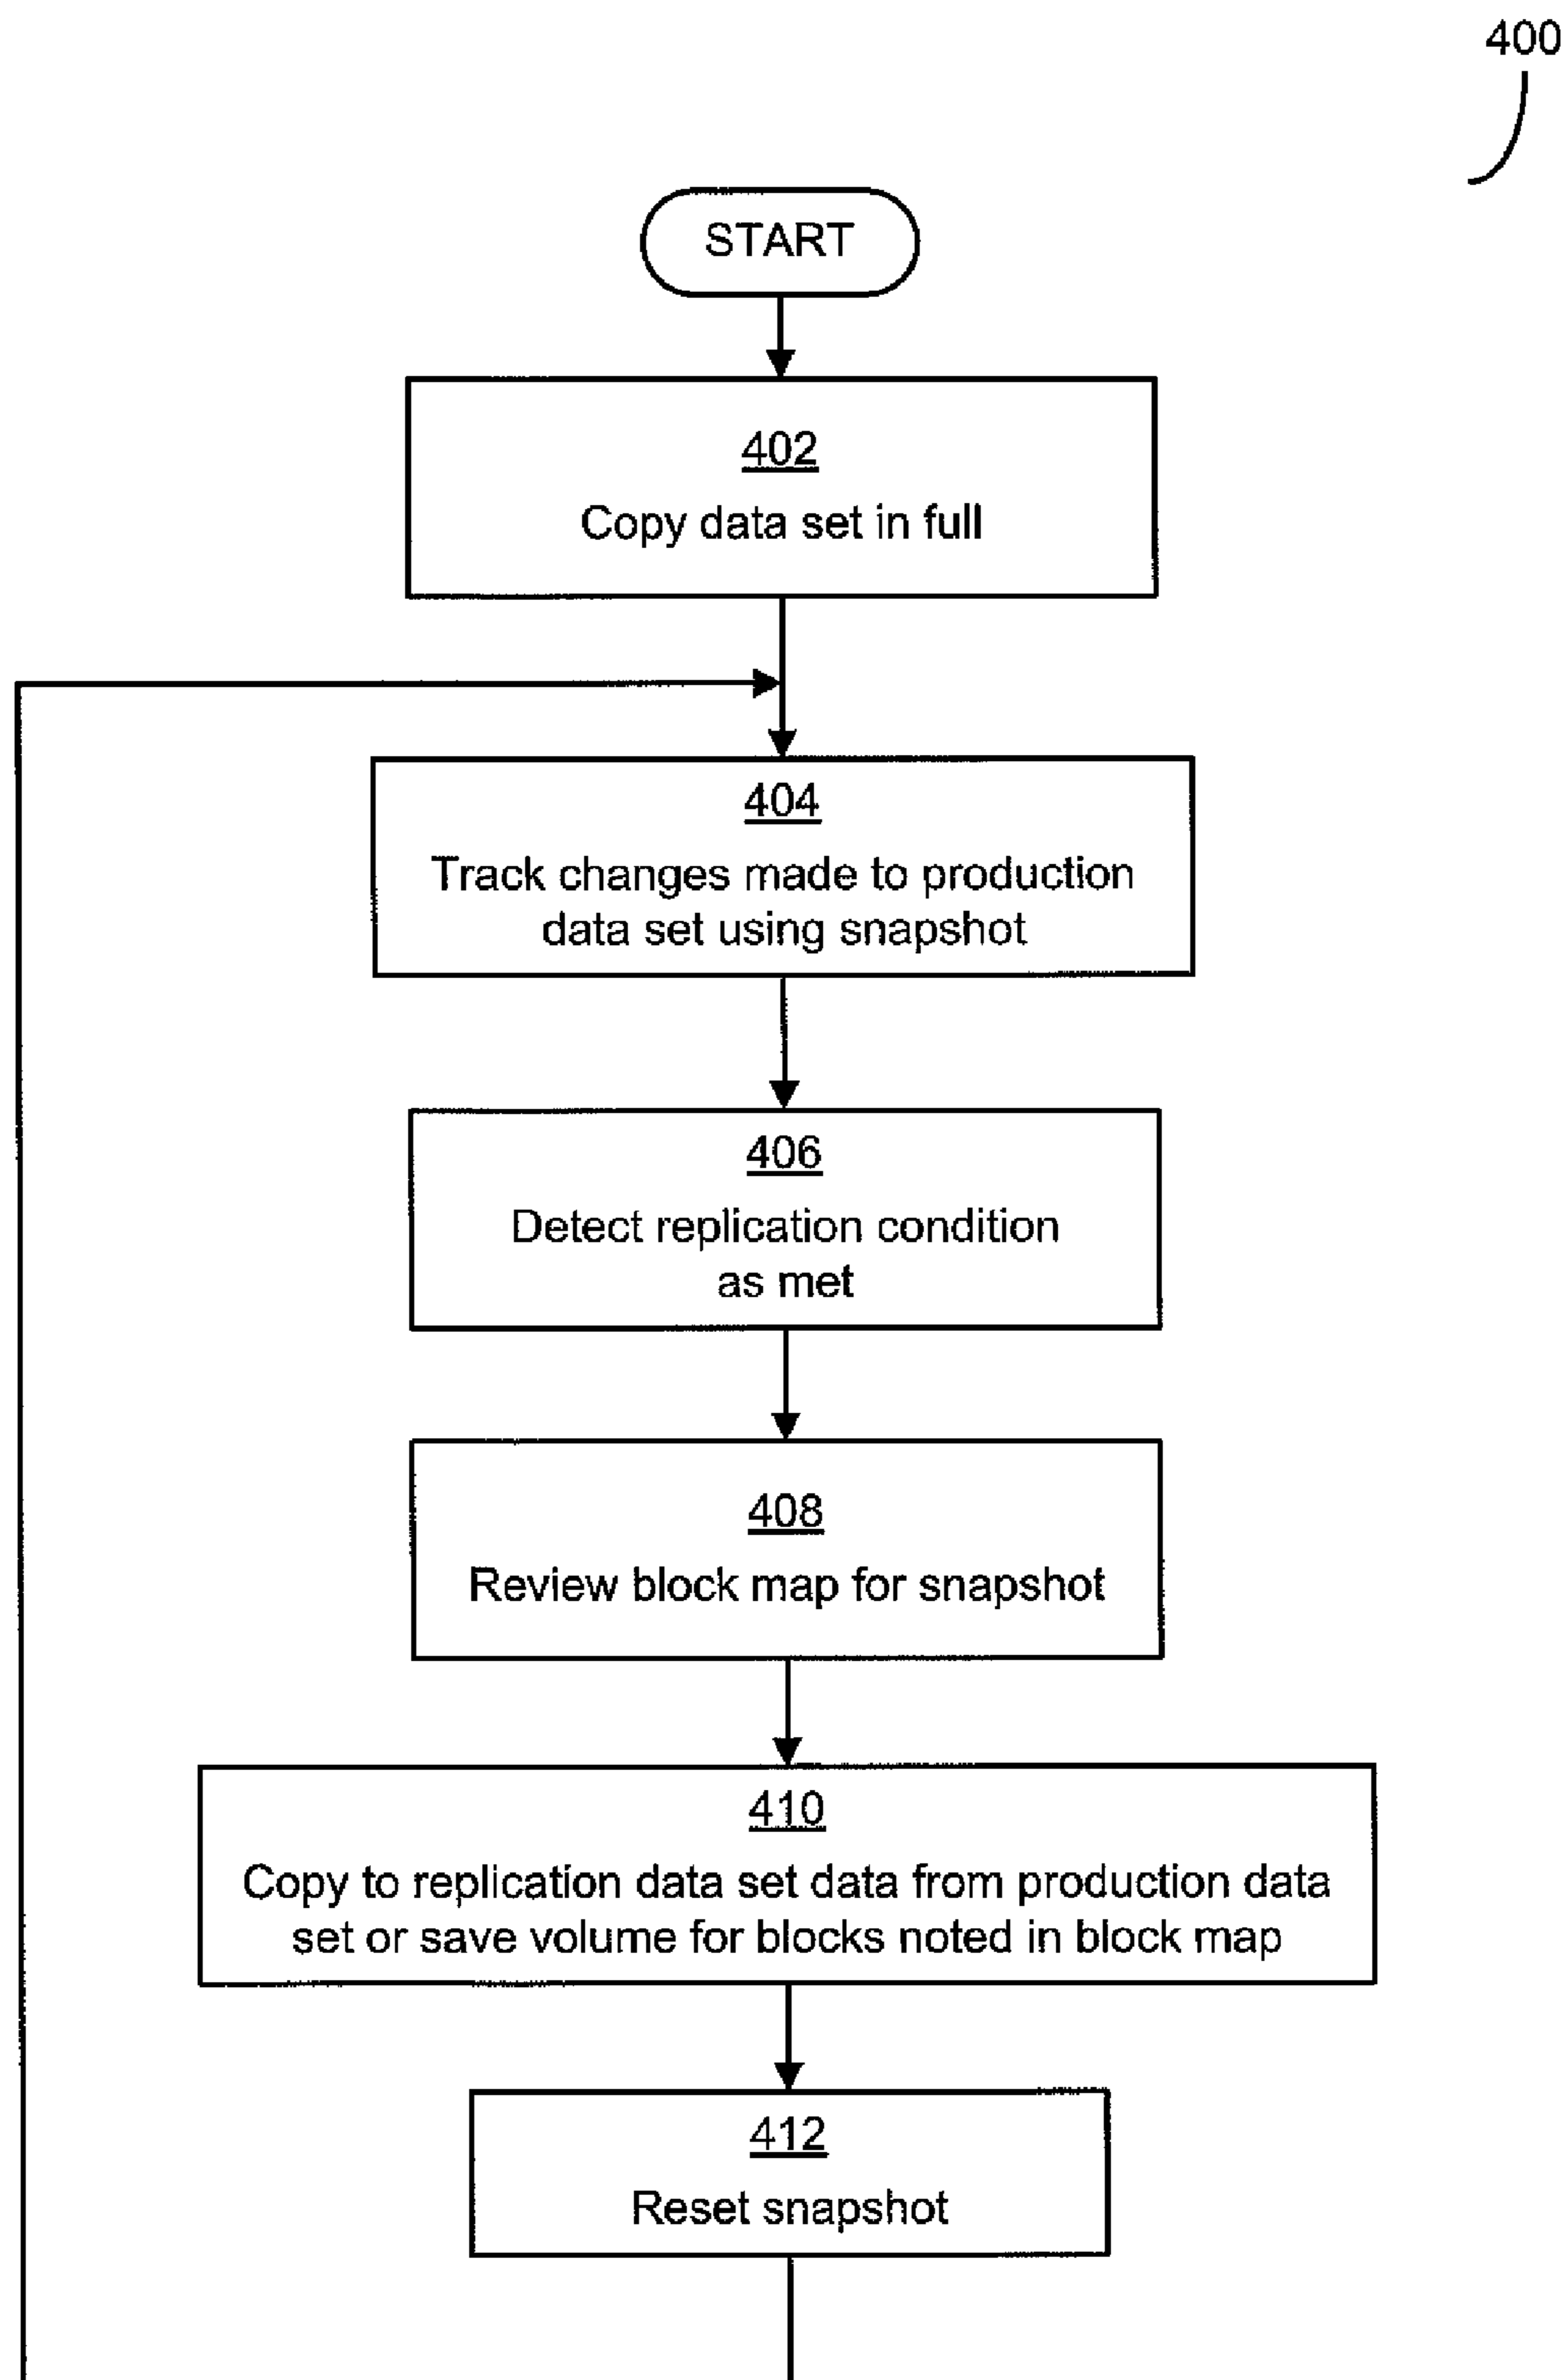 400
START
402
Copy data set in full
404
Track changes made to production
data set using snapshot
406
Detect replication condition
as met
408
Review block map for snapshot
410
Copy to replication data set data from production data
set or save volume for blocks noted in block map
412
Reset snapshot